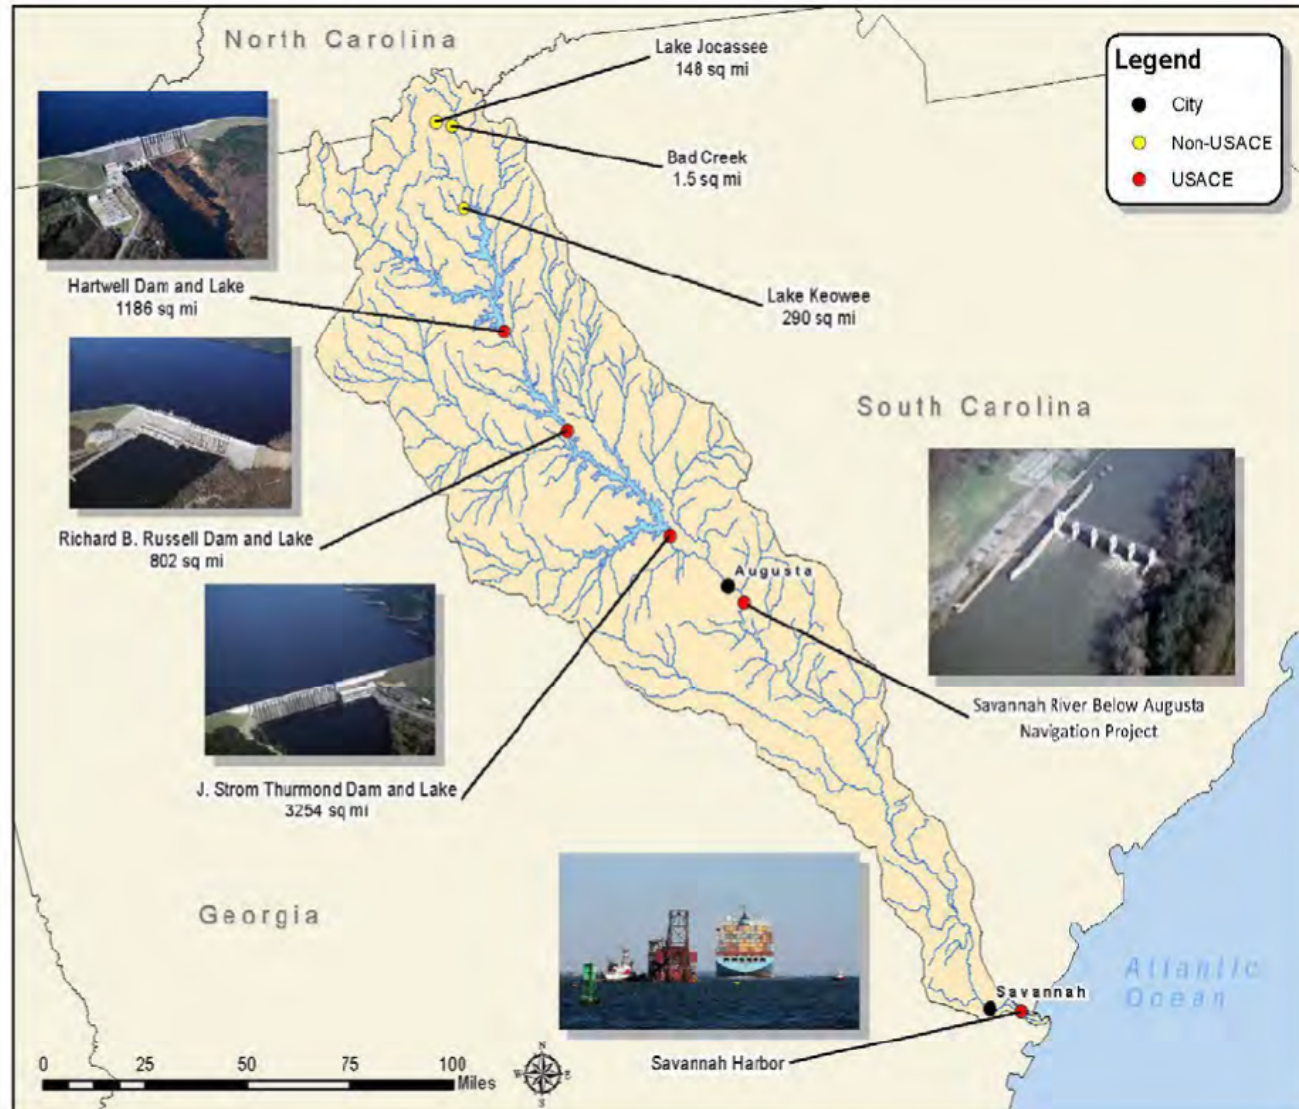 North Carolina
Lake Jocassee
148 sq mi
Legend
City
Non-USACE
USACE
Bad Creek
1.5 sq mi
Hartwell Dam and Lake
1186 sq mi
Lake Keowee
290 sq mi
South Carolina
Richard B. Russell Dam and Lake
802 sq mi
Augusta
Savannah River Below Augusta
Navigation Project
J. Strom Thurmond Dam and Lake
3254 sq mi
Georgia
Atlantic
Ocean
Savannah
Savannah Harbor
0 25 50 75 100
Miles
N
W E
S